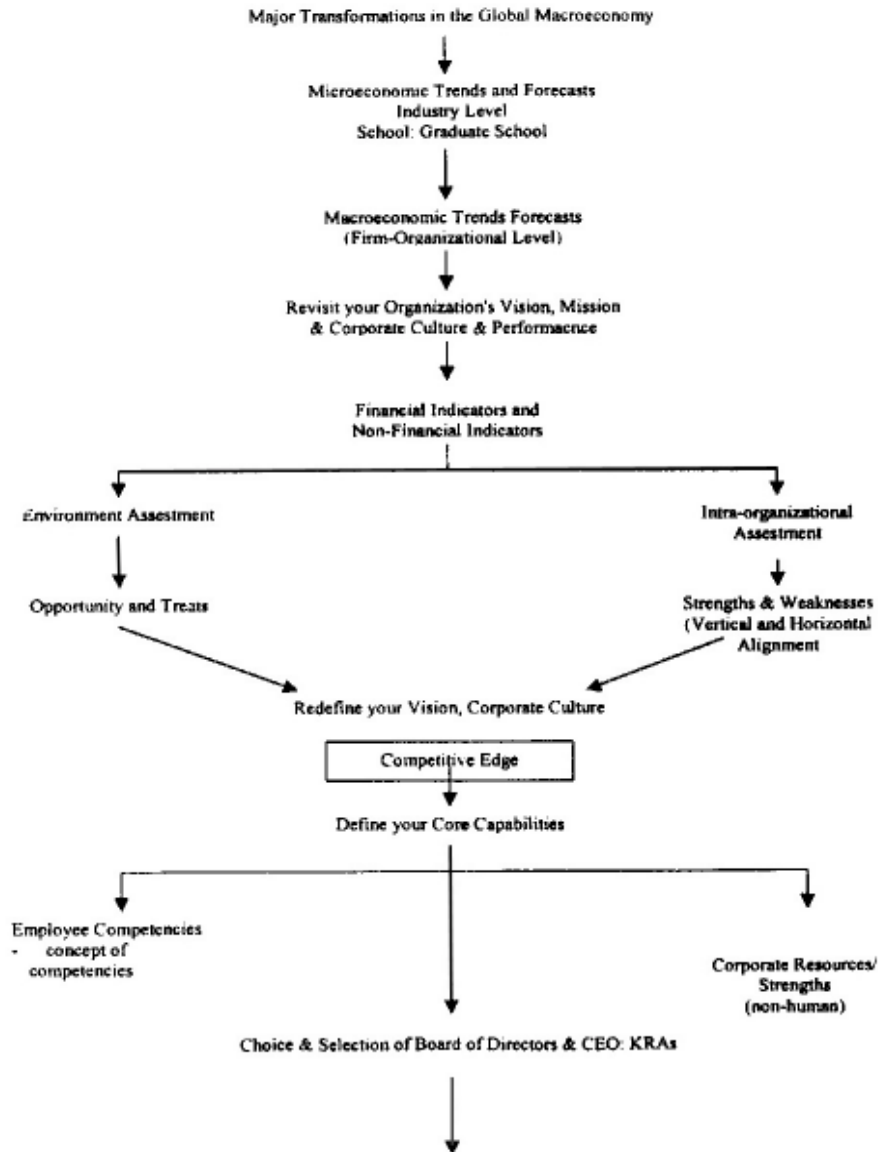 Major Transformations in the Global Macroeconomy
Microeconomic Trends and Forecasts
Industry Level
School: Graduate School
Macroeconomic Trends Forecasts
(Firm-Organizational Level)
Revisit your Organization's Vision, Mission
& Corporate Culture & Performacnce
Financial Indicators and
Non-Financial Indicators
Environment Assestment
Intra-organizational
Assestment
Opportunity and Treats
Strengths & Weaknesses
(Vertical and Horizontal
Alignment
Redefine your Vision, Corporate Culture
Competitive Edge
Define your Core Capabilities
Employee Competencies
- concept of
competencies
Corporate Resources/
Strengths
(non-human)
Choice & Selection of Board of Directors & CEO: KRAs